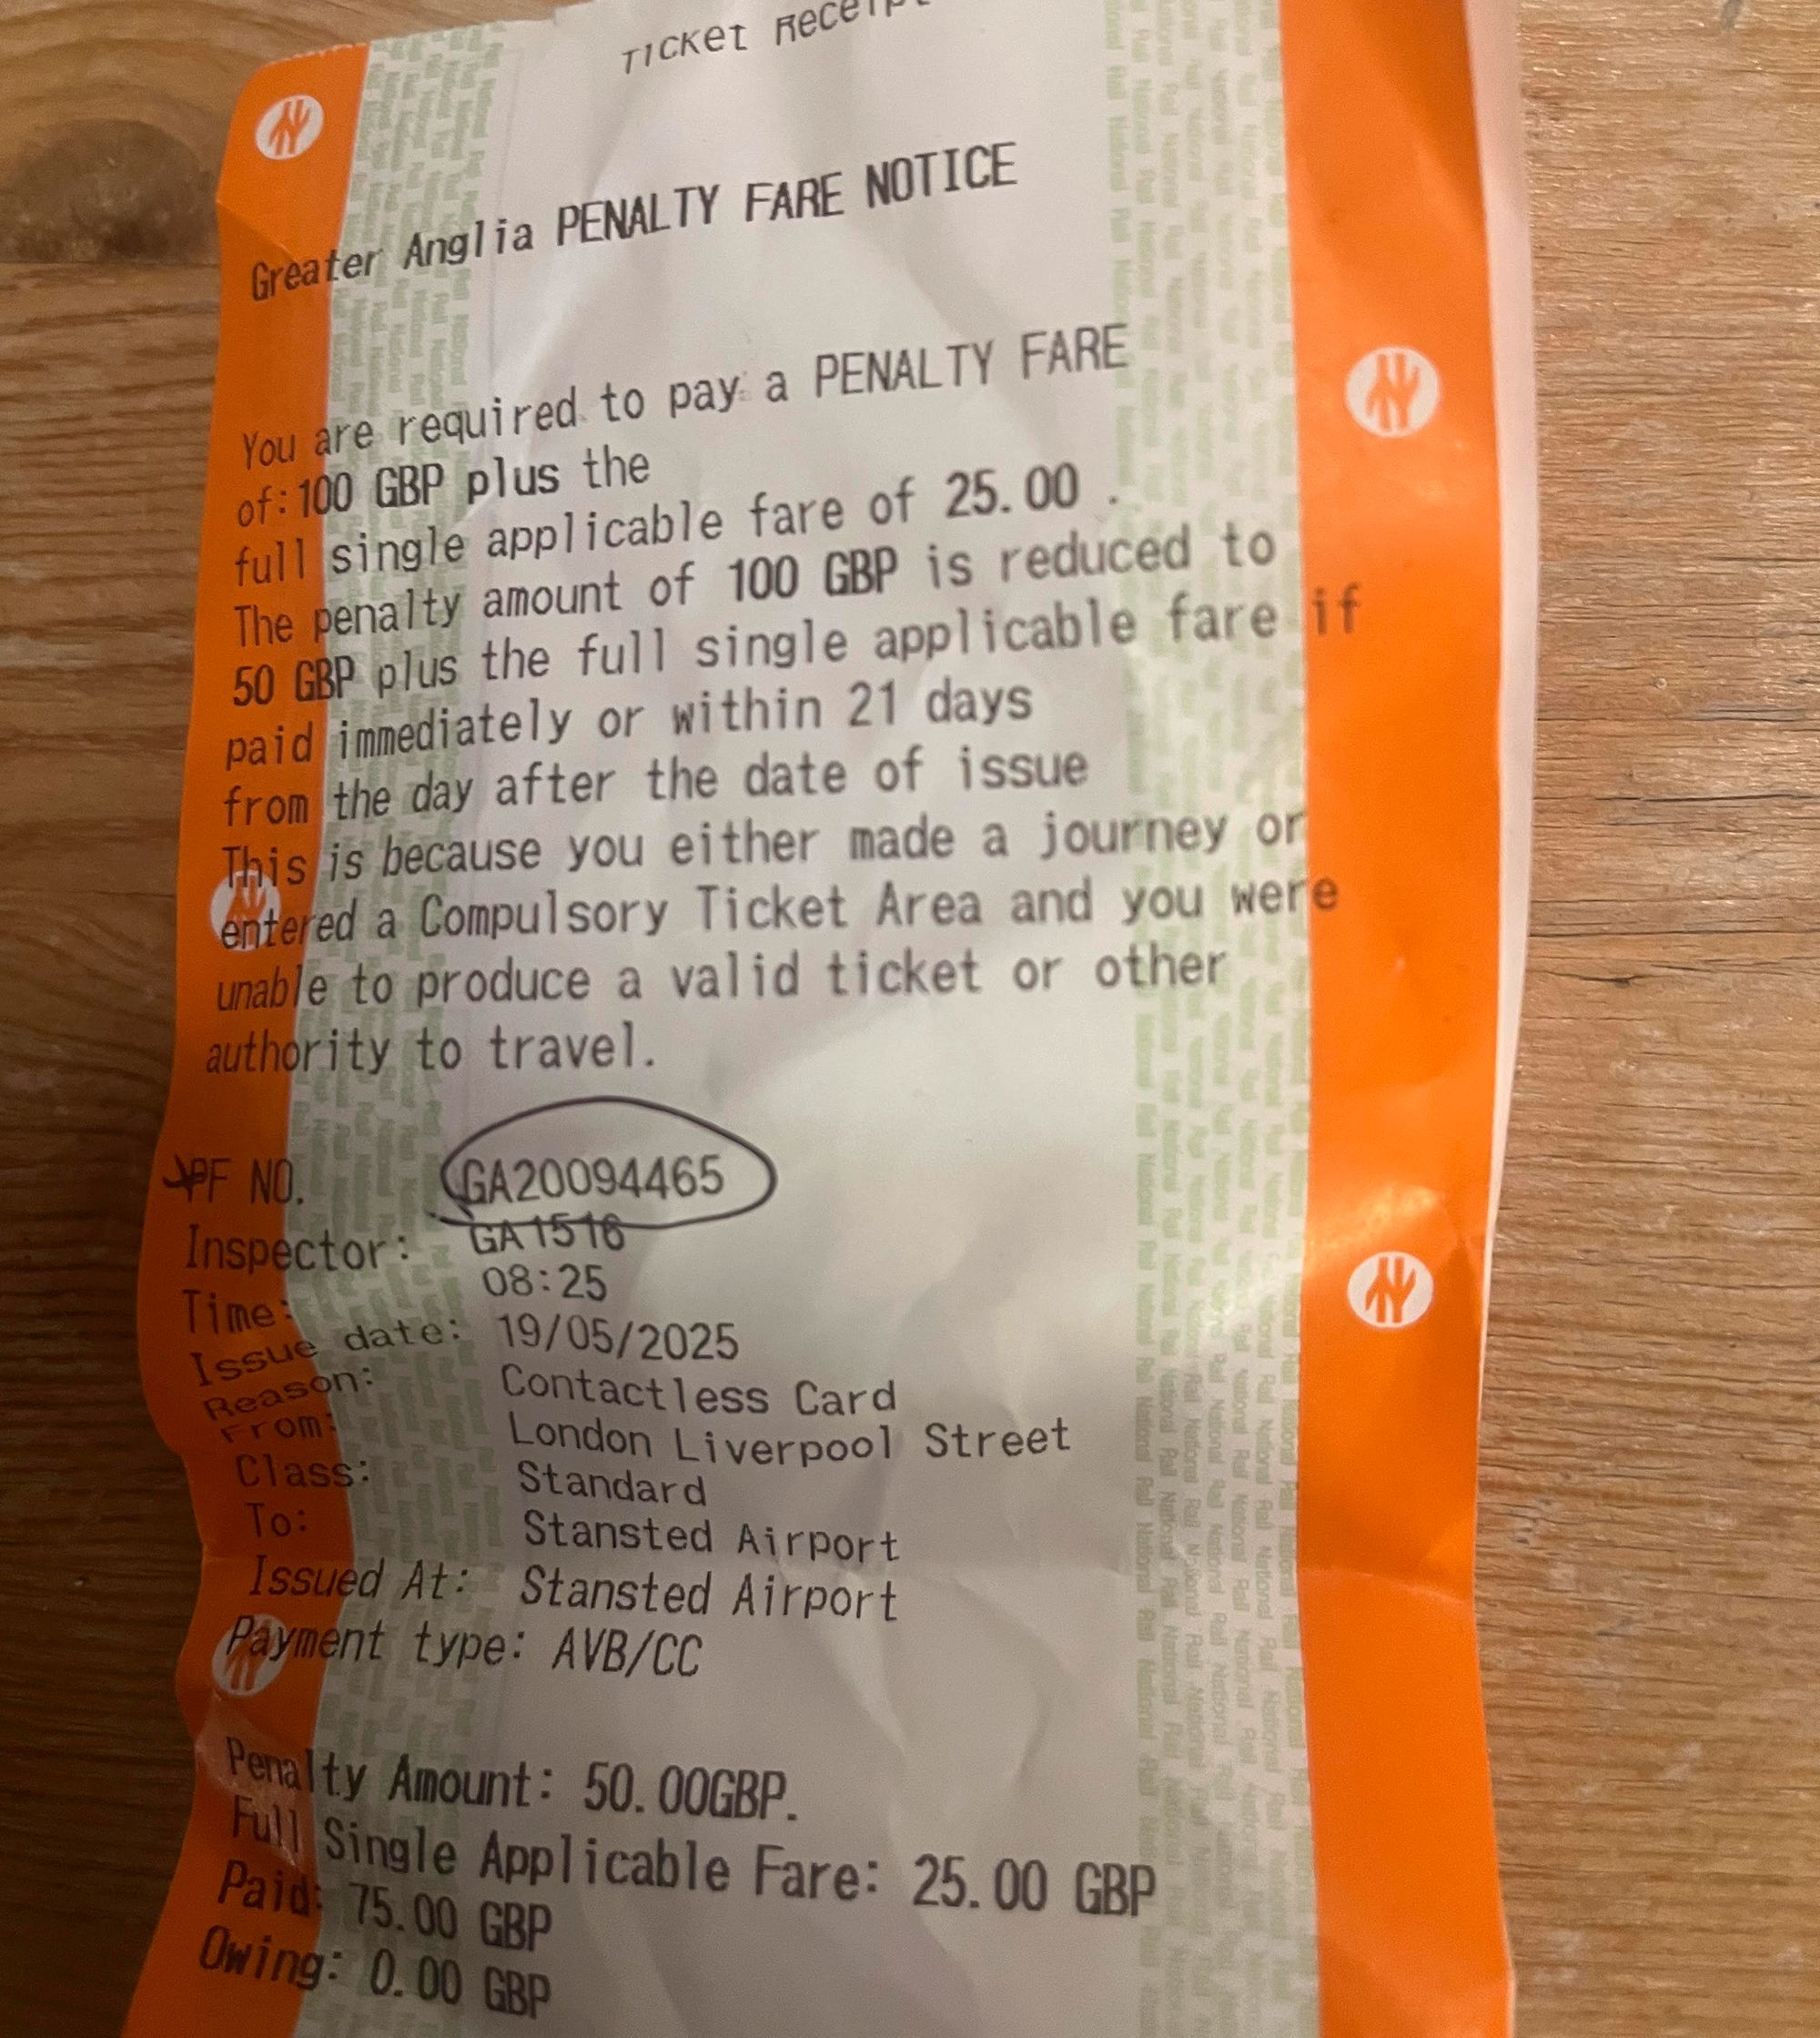 Ticket Receipt
Greater Anglia PENALTY FARE NOTICE
You are required to pay a PENALTY FARE
of:100 GBP plus the
full single applicable fare of 25.00 .
The penalty amount of 100 GBP is reduced to
50 GBP plus the full single applicable fare if
paid immediately or within 21 days
from the day after the date of issue
This is because you either made a journey or
entered a Compulsory Ticket Area and you were
unable to produce a valid ticket or other
authority to travel.
PF NO. GA20094465
Inspector: GA1516
Time: 08:25
Issue date: 19/05/2025
Reason: Contactless Card
From: London Liverpool Street
Class: Standard
To: Stansted Airport
Issued At: Stansted Airport
Payment type: AVB/CC
Penalty Amount: 50.00GBP.
Full Single Applicable Fare: 25.00 GBP
Paid: 75.00 GBP
Owing: 0.00 GBP